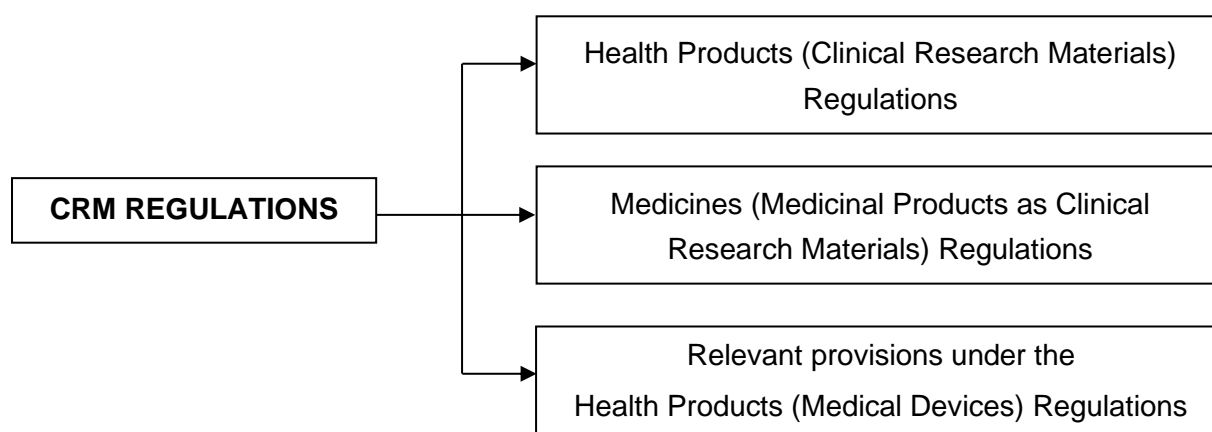 Health Products (Clinical Research Materials)
Regulations
CRM REGULATIONS
Medicines (Medicinal Products as Clinical
Research Materials) Regulations
Relevant provisions under the
Health Products (Medical Devices) Regulations